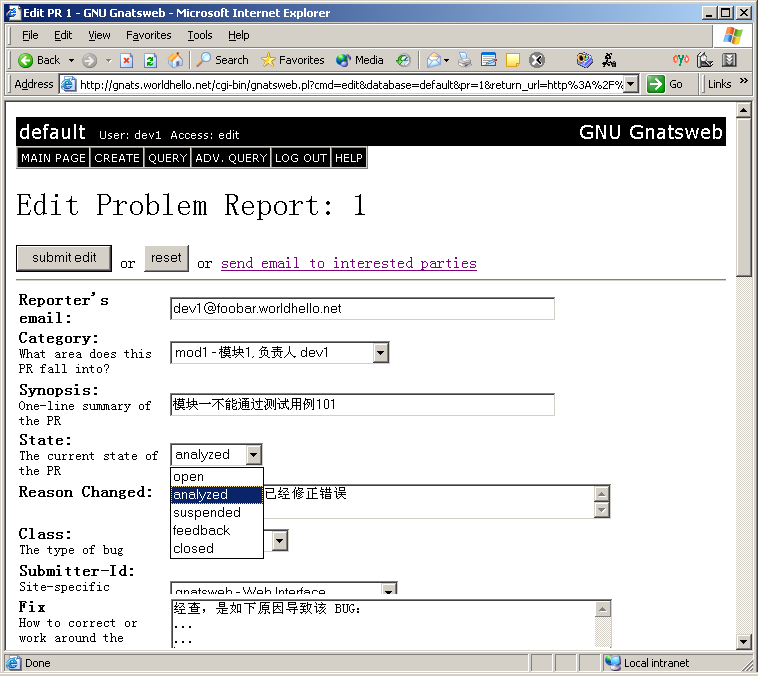 Edit PR 1 - GNU Gnatsweb - Microsoft Internet Explorer
File Edit View Favorites Tools Help
Back Search Favorites Media
Address http://gnats.worldhello.net/cgi-bin/gnatsweb.pl?cmd=edit&database=default&pr=1&return_url=http%3A%2F% Go Links »
default User: dev1 Access: edit GNU Gnatsweb
MAIN PAGE CREATE QUERY ADV. QUERY LOG OUT HELP
Edit Problem Report: 1
submit edit or reset or send email to interested parties
Reporter's
email:
dev1@foobar.worldhello.net
Category:
What area does this
PR fall into?
mod1 - 模块1, 负责人 dev1
Synopsis:
One-line summary of
the PR
模块一不能通过测试用例101
State:
The current state of
the PR
analyzed
open
analyzed
suspended
feedback
closed
Reason Changed:
已经修正错误
Class:
The type of bug
Submitter-Id:
Site-specific
gnatsweb - Web Interface
Fix
How to correct or
work around the
经查，是如下原因导致该 BUG：
...
...
Done Local intranet